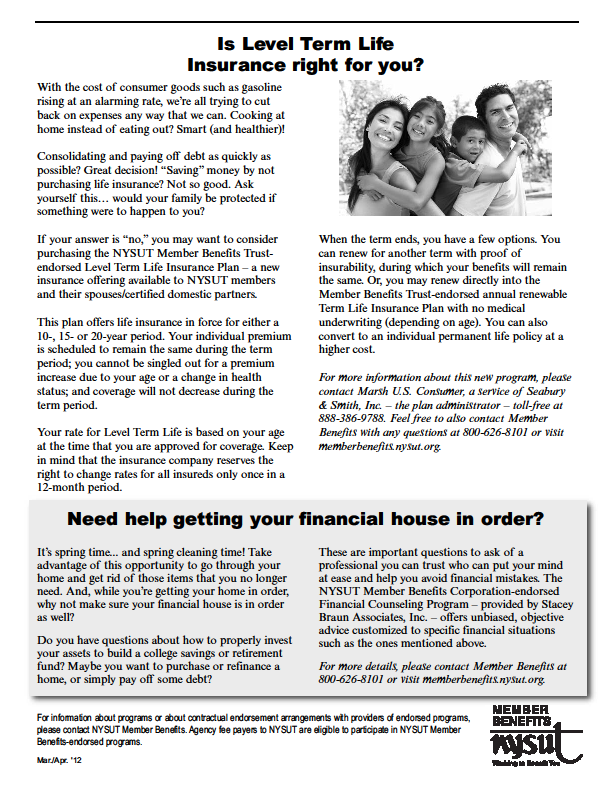 Is Level Term Life
Insurance right for you?
With the cost of consumer goods such as gasoline
rising at an alarming rate, we're all trying to cut
back on expenses any way that we can. Cooking at
home instead of eating out? Smart (and healthier)!
Consolidating and paying off debt as quickly as
possible? Great decision! “Saving” money by not
purchasing life insurance? Not so good. Ask
yourself this… would your family be protected if
something were to happen to you?
If your answer is “no,” you may want to consider
purchasing the NYSUT Member Benefits Trust-
endorsed Level Term Life Insurance Plan – a new
insurance offering available to NYSUT members
and their spouses/certified domestic partners.
This plan offers life insurance in force for either a
10-, 15- or 20-year period. Your individual premium
is scheduled to remain the same during the term
period; you cannot be singled out for a premium
increase due to your age or a change in health
status; and coverage will not decrease during the
term period.
Your rate for Level Term Life is based on your age
at the time that you are approved for coverage. Keep
in mind that the insurance company reserves the
right to change rates for all insureds only once in a
12-month period.
When the term ends, you have a few options. You
can renew for another term with proof of
insurability, during which your benefits will remain
the same. Or, you may renew directly into the
Member Benefits Trust-endorsed annual renewable
Term Life Insurance Plan with no medical
underwriting (depending on age). You can also
convert to an individual permanent life policy at a
higher cost.
For more information about this new program, please
contact Marsh U.S. Consumer, a service of Seabury
& Smith, Inc. – the plan administrator – toll-free at
888-386-9788. Feel free to also contact Member
Benefits with any questions at 800-626-8101 or visit
memberbenefits.nysut.org.
Need help getting your financial house in order?
It's spring time... and spring cleaning time! Take
advantage of this opportunity to go through your
home and get rid of those items that you no longer
need. And, while you're getting your home in order,
why not make sure your financial house is in order
as well?
Do you have questions about how to properly invest
your assets to build a college savings or retirement
fund? Maybe you want to purchase or refinance a
home, or simply pay off some debt?
These are important questions to ask of a
professional you can trust who can put your mind
at ease and help you avoid financial mistakes. The
NYSUT Member Benefits Corporation-endorsed
Financial Counseling Program – provided by Stacey
Braun Associates, Inc. – offers unbiased, objective
advice customized to specific financial situations
such as the ones mentioned above.
For more details, please contact Member Benefits at
800-626-8101 or visit memberbenefits.nysut.org.
For information about programs or about contractual endorsement arrangements with providers of endorsed programs,
please contact NYSUT Member Benefits. Agency fee payers to NYSUT are eligible to participate in NYSUT Member
Benefits-endorsed programs.
Mar./Apr. '12
MEMBER
BENEFITS
nysut
Working to Benefit You